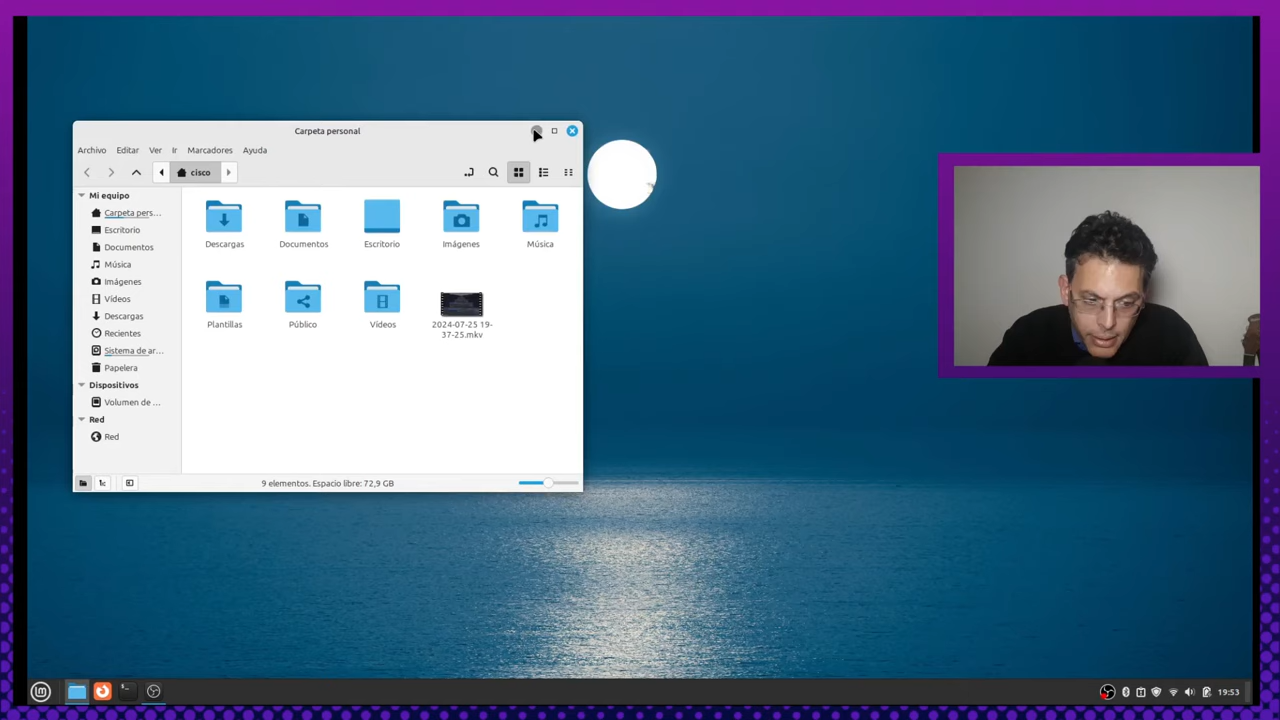 Carpeta personal
Archivo Editar Ver Ir Marcadores Ayuda
cisco
Mi equipo
Carpeta pers...
Escritorio
Documentos
Música
Imágenes
Vídeos
Descargas
Recientes
Sistema de ar...
Papelera
Dispositivos
Volumen de ...
Red
Red
Descargas Documentos Escritorio Imágenes Música
Plantillas Público Vídeos 2024-07-25 19-
37-25.mkv
9 elementos. Espacio libre: 72,9 GB
19:53